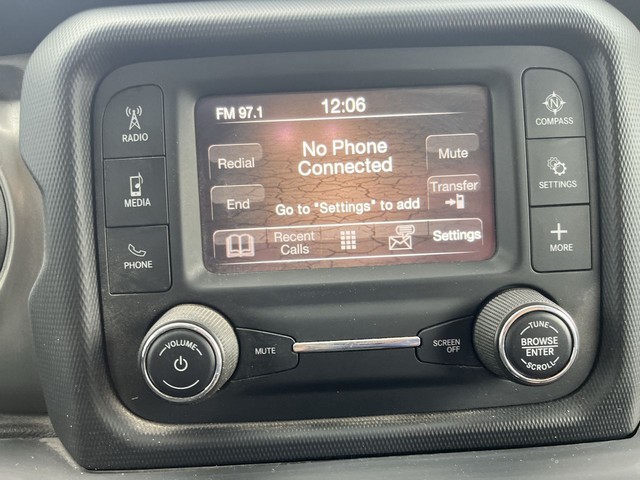 FM 97.1 12:06
RADIO
MEDIA
PHONE
No Phone
Connected
Redial
Mute
End
Transfer
Go to "Settings" to add
Recent
Calls
Settings
N
COMPASS
SETTINGS
+
MORE
VOLUME
MUTE
SCREEN
OFF
TUNE
BROWSE
ENTER
SCROLL